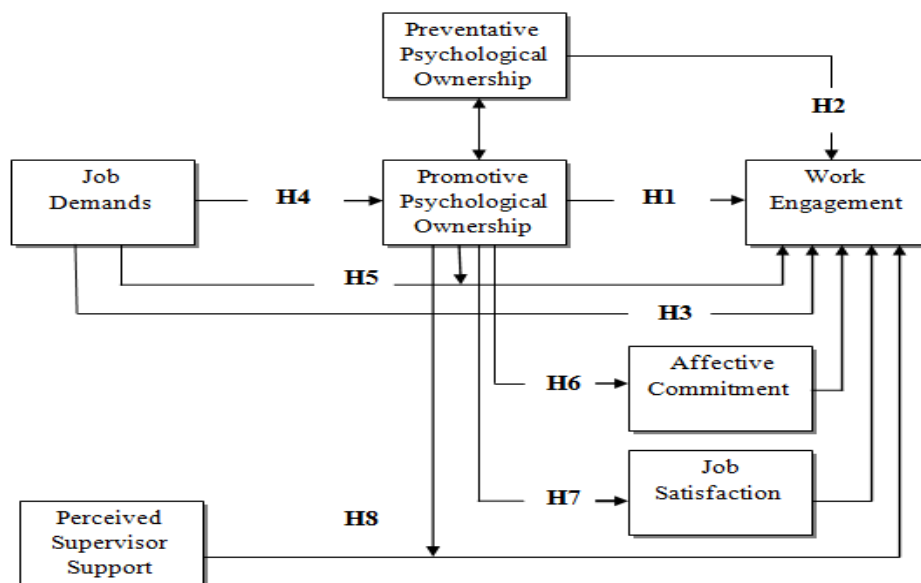 Preventative
Psychological
Ownership
H2
Job
Demands
H4
Promotive
Psychological
Ownership
H1
Work
Engagement
H5
H3
H6
Affective
Commitment
H7
Job
Satisfaction
H8
Perceived
Supervisor
Support